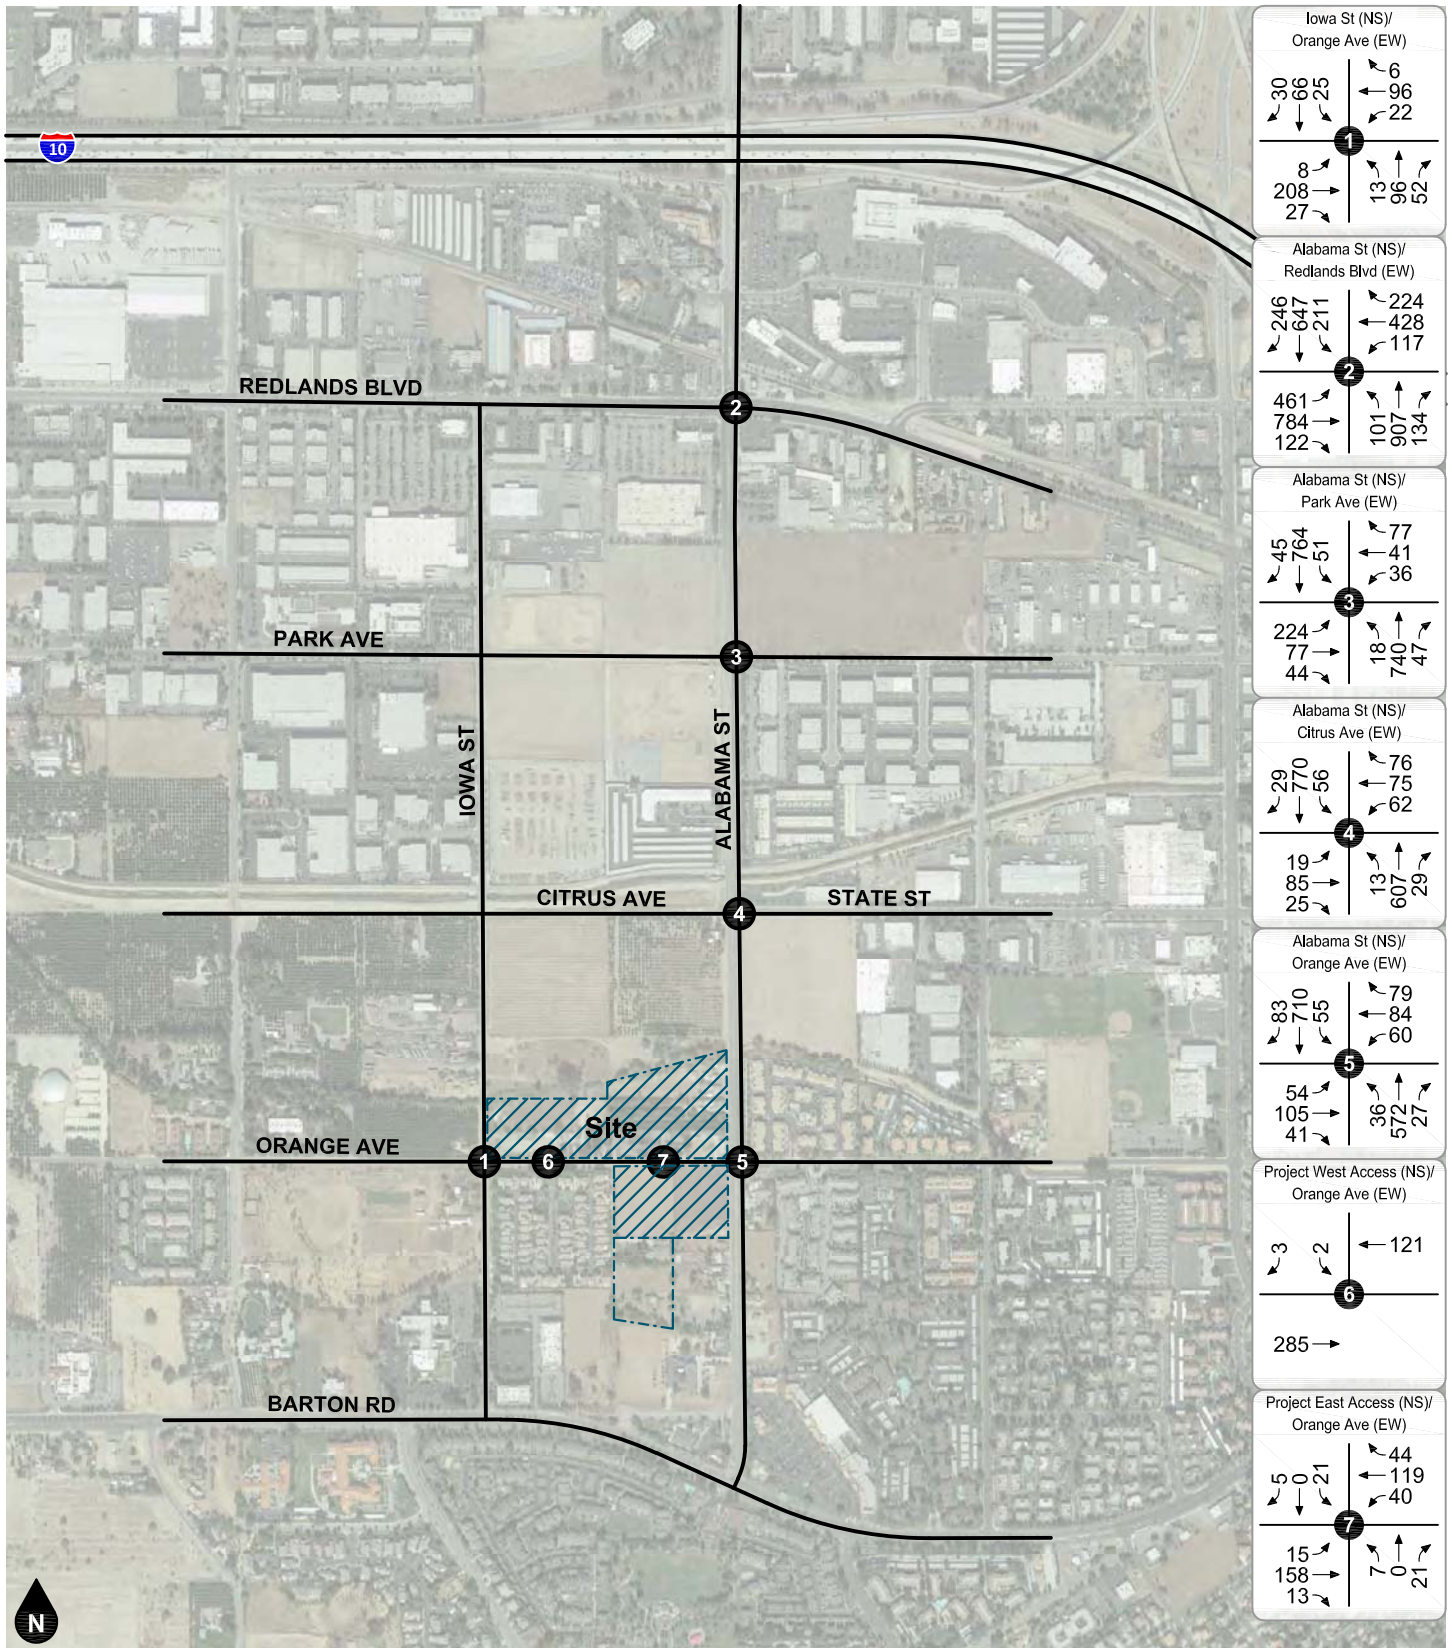 10
REDLANDS BLVD
2
PARK AVE
3
IOWA ST
ALABAMA ST
CITRUS AVE
STATE ST
4
Site
ORANGE AVE
1
6
7
5
BARTON RD
N
Iowa St (NS)/
Orange Ave (EW)
30 66 25
6
96
22
1
8
208
27
13 96 52
Alabama St (NS)/
Redlands Blvd (EW)
246 647 211
224
428
117
2
461
784
122
101 907 134
Alabama St (NS)/
Park Ave (EW)
45 764 51
77
41
36
3
224
77
44
18 740 47
Alabama St (NS)/
Citrus Ave (EW)
29 770 56
76
75
62
4
19
85
25
13 607 29
Alabama St (NS)/
Orange Ave (EW)
83 710 55
79
84
60
5
54
105
41
36 572 27
Project West Access (NS)/
Orange Ave (EW)
3 2
121
6
285
Project East Access (NS)/
Orange Ave (EW)
5 0 21
44
119
40
7
15
158
13
7 0 21